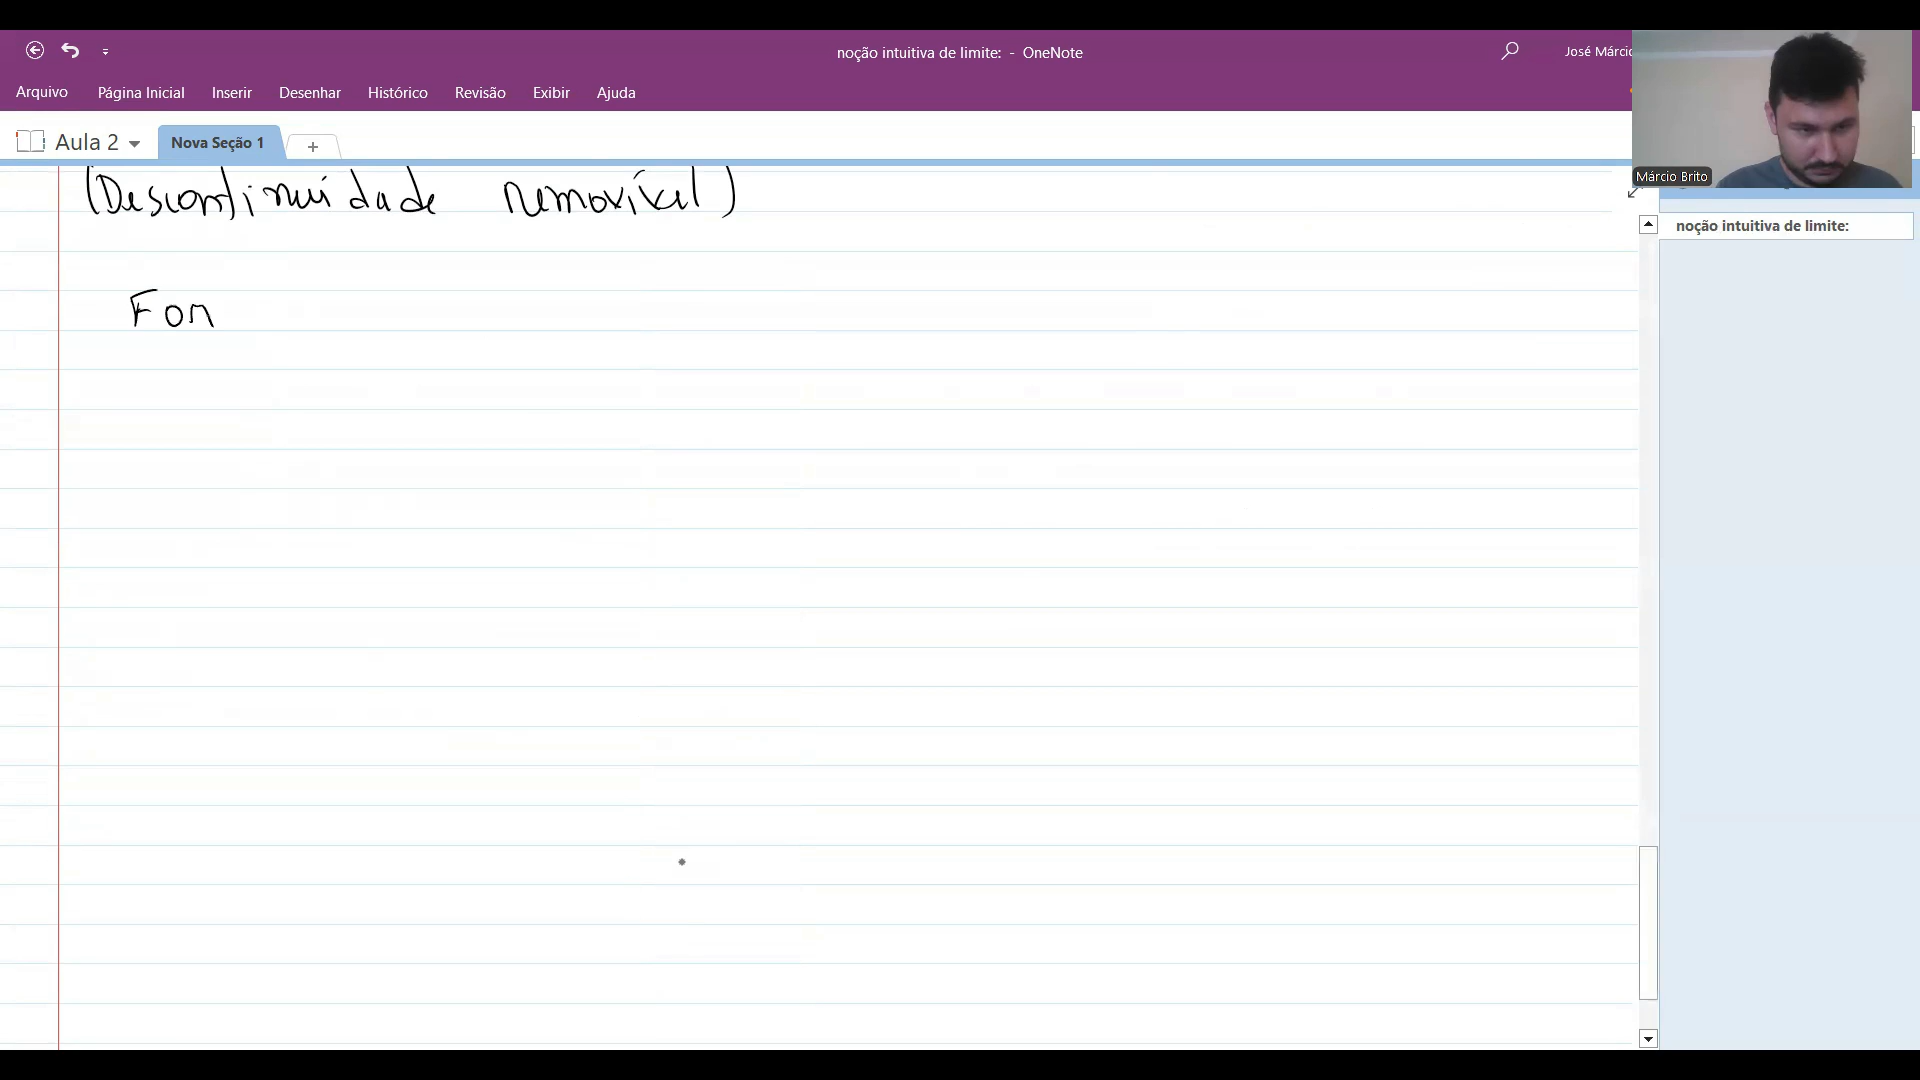 noção intuitiva de limite: - OneNote
José Márcio
Arquivo Página Inicial Inserir Desenhar Histórico Revisão Exibir Ajuda
Aula 2 Nova Seção 1 +
Márcio Brito
(Descontinuidade removível)
noção intuitiva de limite:
For